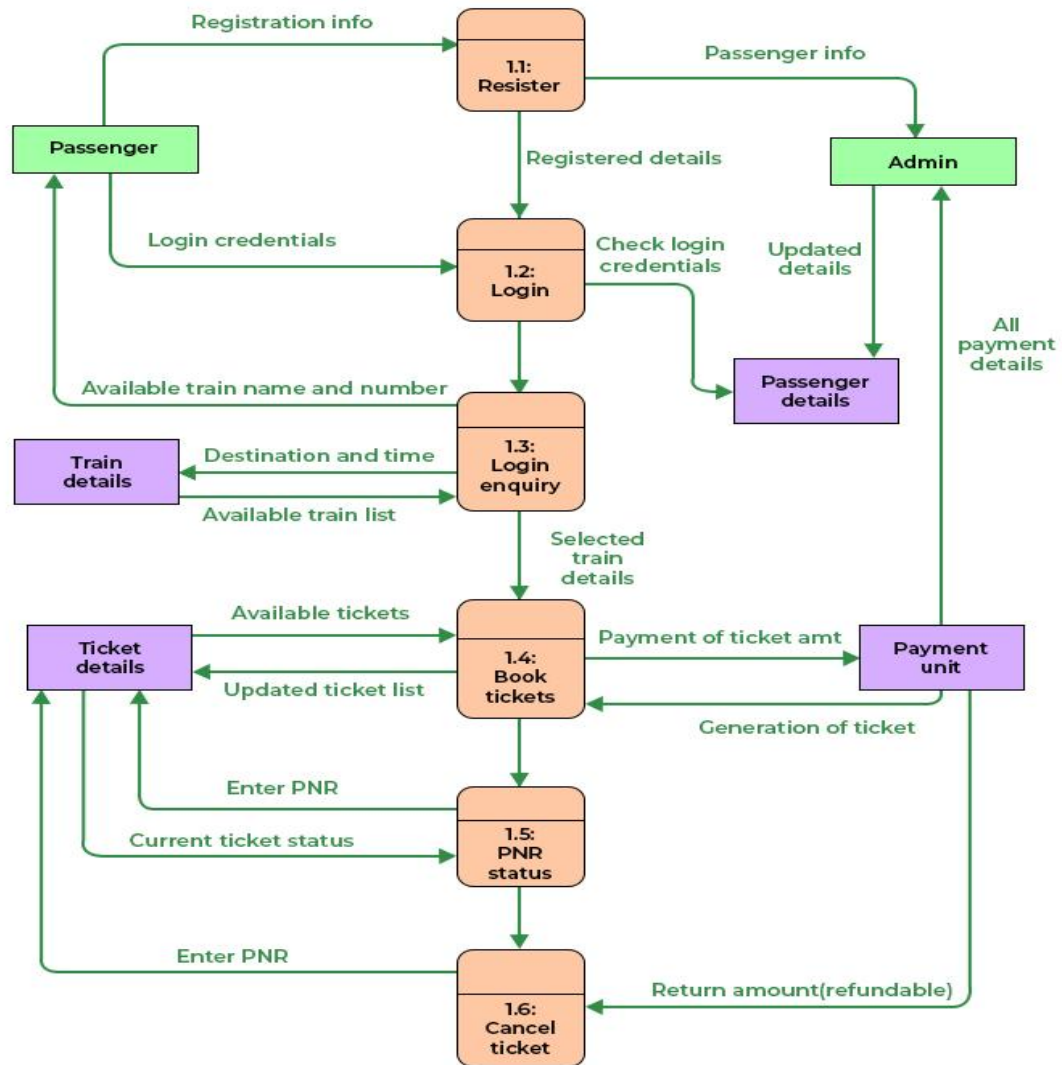 Registration info
1.1:
Resister
Passenger info
Passenger
Registered details
Admin
Login credentials
1.2:
Login
Check login
credentials
Updated
details
All
payment
details
Passenger
details
Available train name and number
1.3:
Login
enquiry
Train
details
Destination and time
Available train list
Selected
train
details
Available tickets
Ticket
details
Updated ticket list
1.4:
Book
tickets
Payment of ticket amt
Payment
unit
Generation of ticket
Enter PNR
1.5:
PNR
status
Current ticket status
Enter PNR
1.6:
Cancel
ticket
Return amount(refundable)